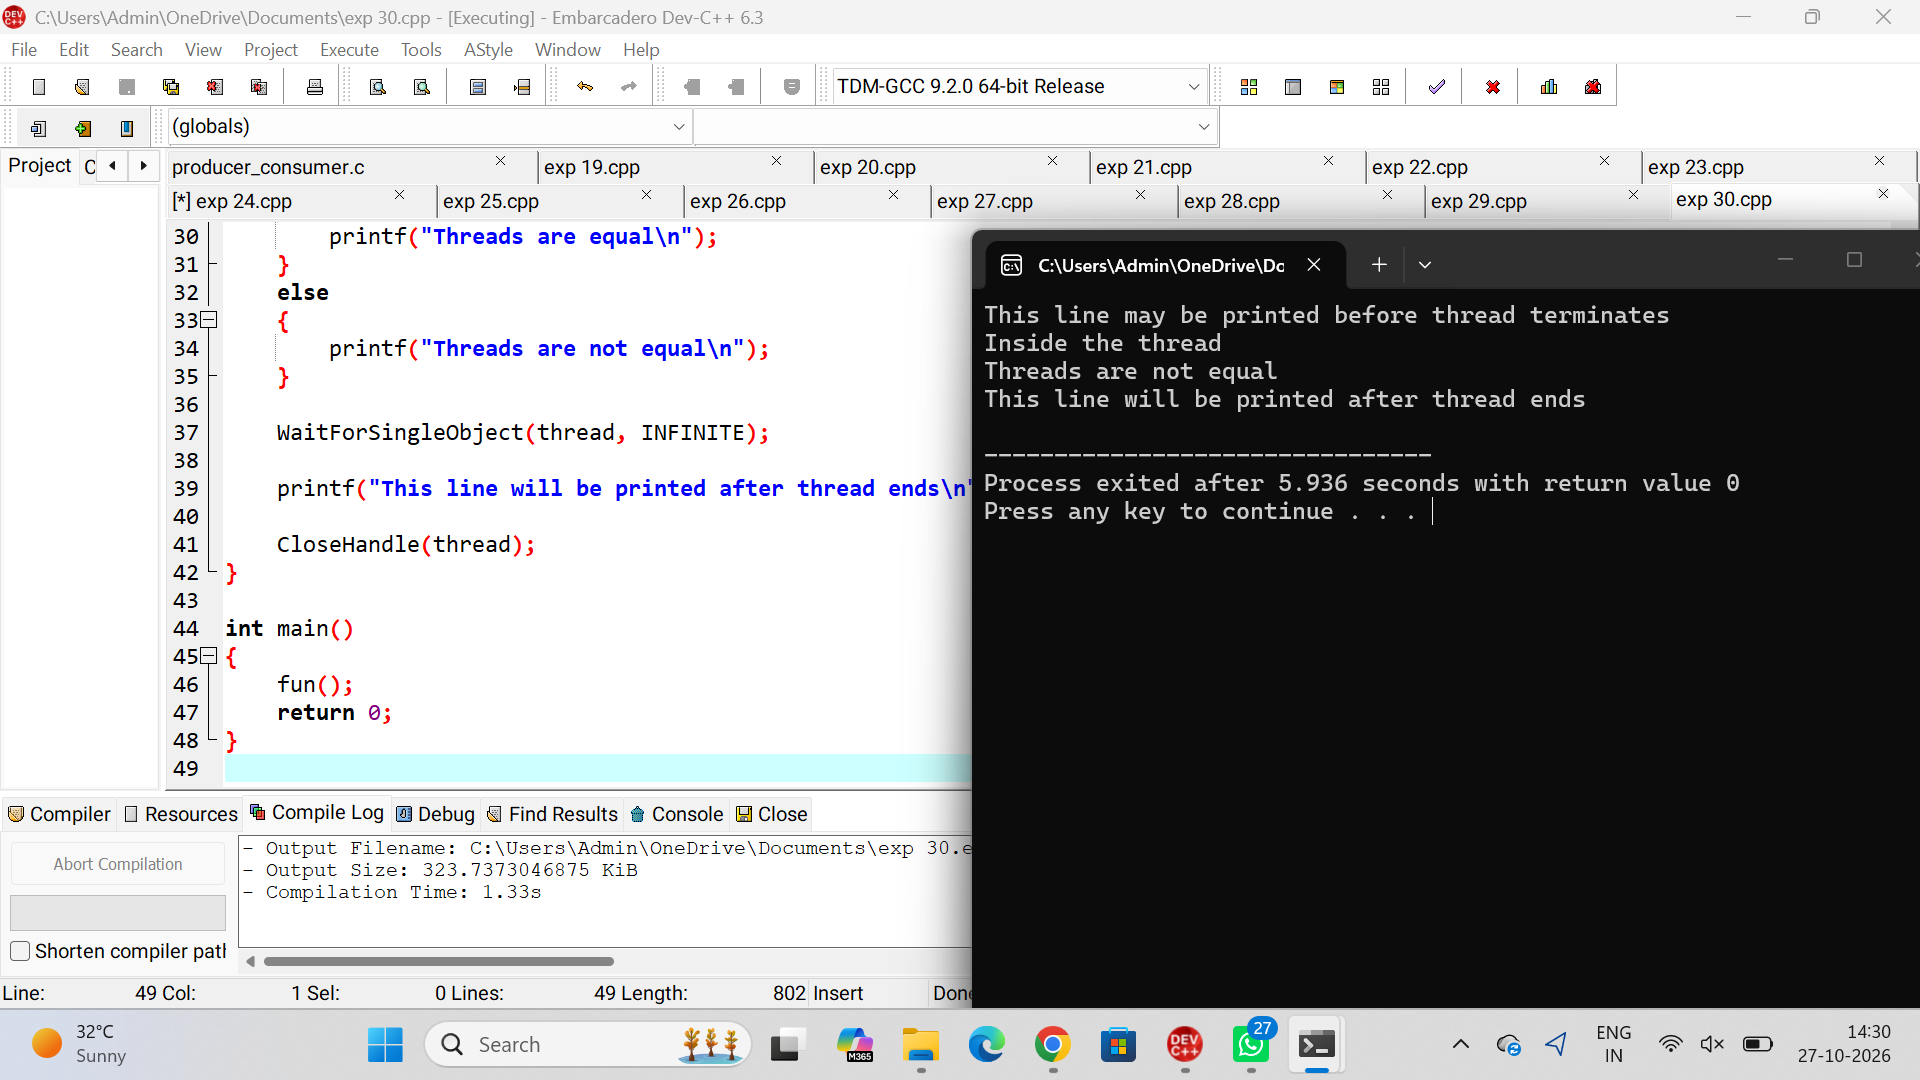 C:\Users\Admin\OneDrive\Documents\exp 30.cpp - [Executing] - Embarcadero Dev-C++ 6.3
File Edit Search View Project Execute Tools AStyle Window Help
TDM-GCC 9.2.0 64-bit Release
(globals)
Project C
producer_consumer.c exp 19.cpp exp 20.cpp exp 21.cpp exp 22.cpp exp 23.cpp
[*] exp 24.cpp exp 25.cpp exp 26.cpp exp 27.cpp exp 28.cpp exp 29.cpp exp 30.cpp
30 printf("Threads are equal\n");
31 }
32 else
33 {
34 printf("Threads are not equal\n");
35 }
36
37 WaitForSingleObject(thread, INFINITE);
38
39 printf("This line will be printed after thread ends\n"
40
41 CloseHandle(thread);
42 }
43
44 int main()
45 {
46 fun();
47 return 0;
48 }
49
C:\Users\Admin\OneDrive\Do
This line may be printed before thread terminates
Inside the thread
Threads are not equal
This line will be printed after thread ends
--------------------------------
Process exited after 5.936 seconds with return value 0
Press any key to continue . . .
Compiler Resources Compile Log Debug Find Results Console Close
Abort Compilation
Shorten compiler path
- Output Filename: C:\Users\Admin\OneDrive\Documents\exp 30.e
- Output Size: 323.7373046875 KiB
- Compilation Time: 1.33s
Line: 49 Col: 1 Sel: 0 Lines: 49 Length: 802 Insert Done
32°C
Sunny
Search
M365
DEV C++
27
ENG
IN
14:30
27-10-2026